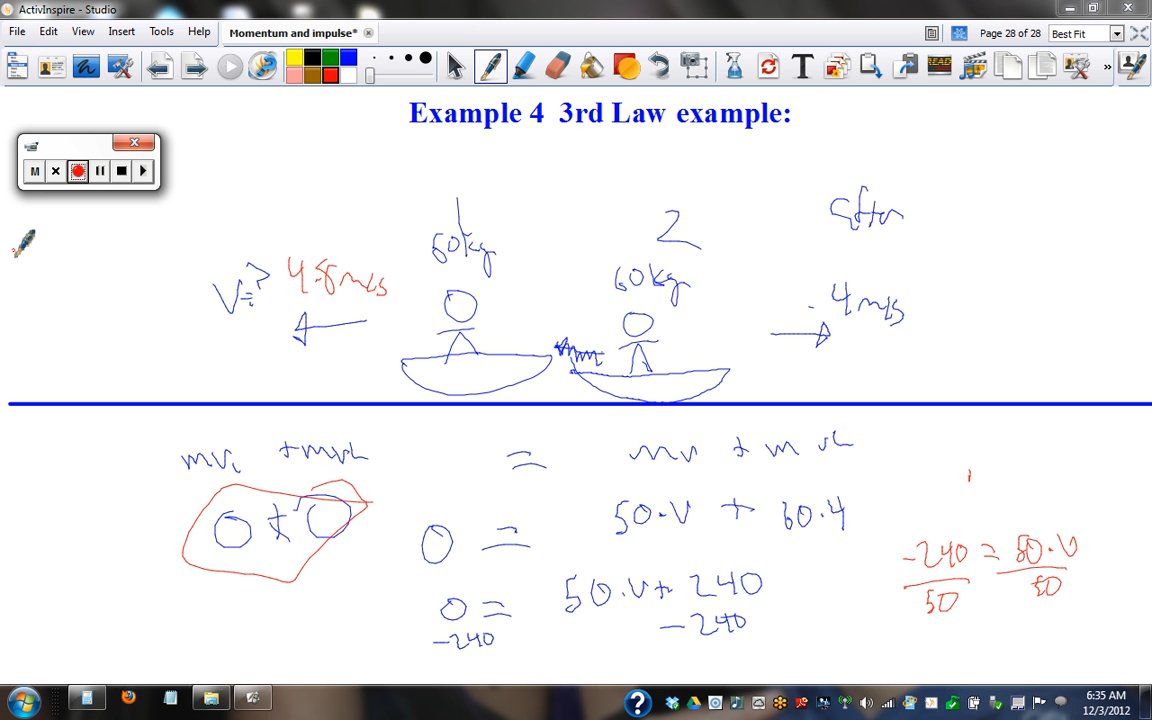 ActivInspire - Studio
File Edit View Insert Tools Help Momentum and impulse* Page 28 of 28 Best Fit
READ T »
Example 4 3rd Law example:
M
1 2 after
50kg 60kg
V=? 4.8m/s 4m/s
mv₁ + mv₂ = mv + mv
0 + 0 0 = 50·V + 60·4
-240 = 50·V
50 50
0 = 50·V + 240
-240 -240
?
6:35 AM
12/3/2012